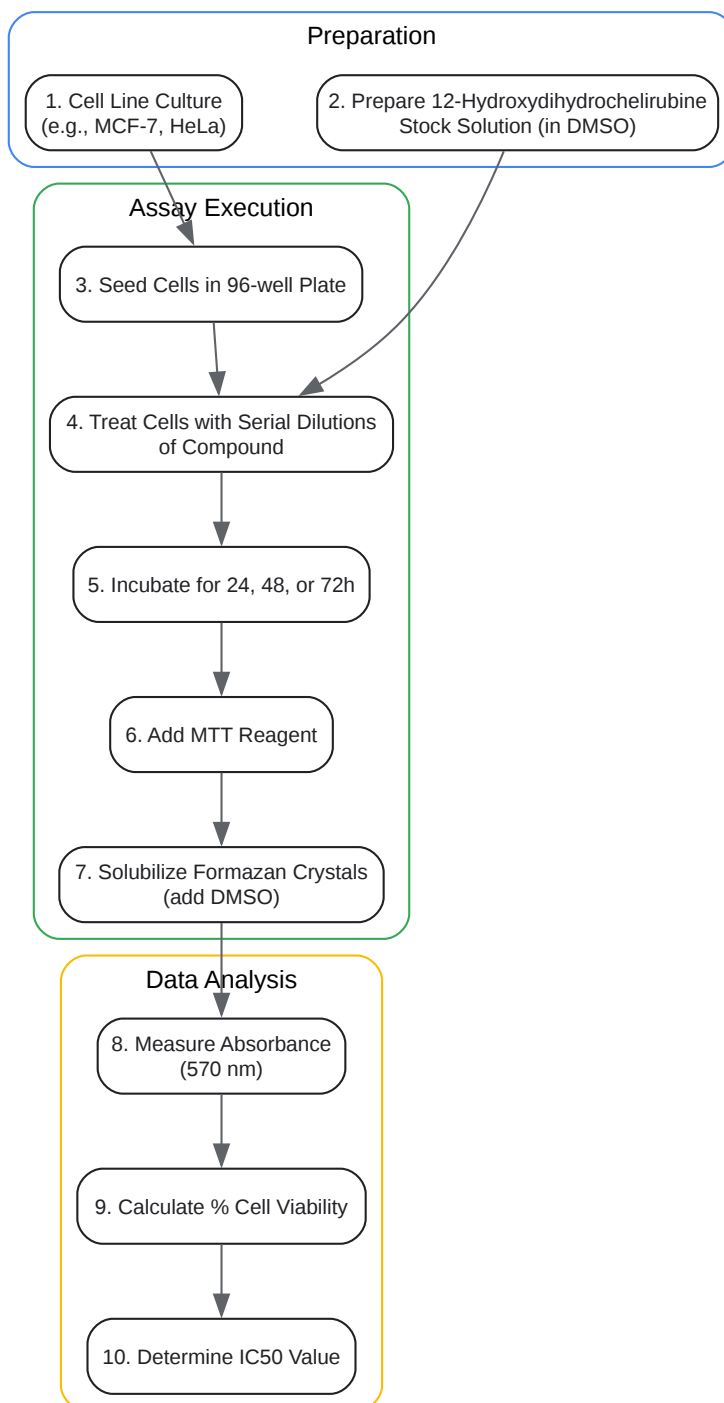 Preparation
1. Cell Line Culture
(e.g., MCF-7, HeLa)
2. Prepare 12-Hydroxydihydrochelirubine
Stock Solution (in DMSO)
Assay Execution
3. Seed Cells in 96-well Plate
4. Treat Cells with Serial Dilutions
of Compound
5. Incubate for 24, 48, or 72h
6. Add MTT Reagent
7. Solubilize Formazan Crystals
(add DMSO)
Data Analysis
8. Measure Absorbance
(570 nm)
9. Calculate % Cell Viability
10. Determine IC50 Value